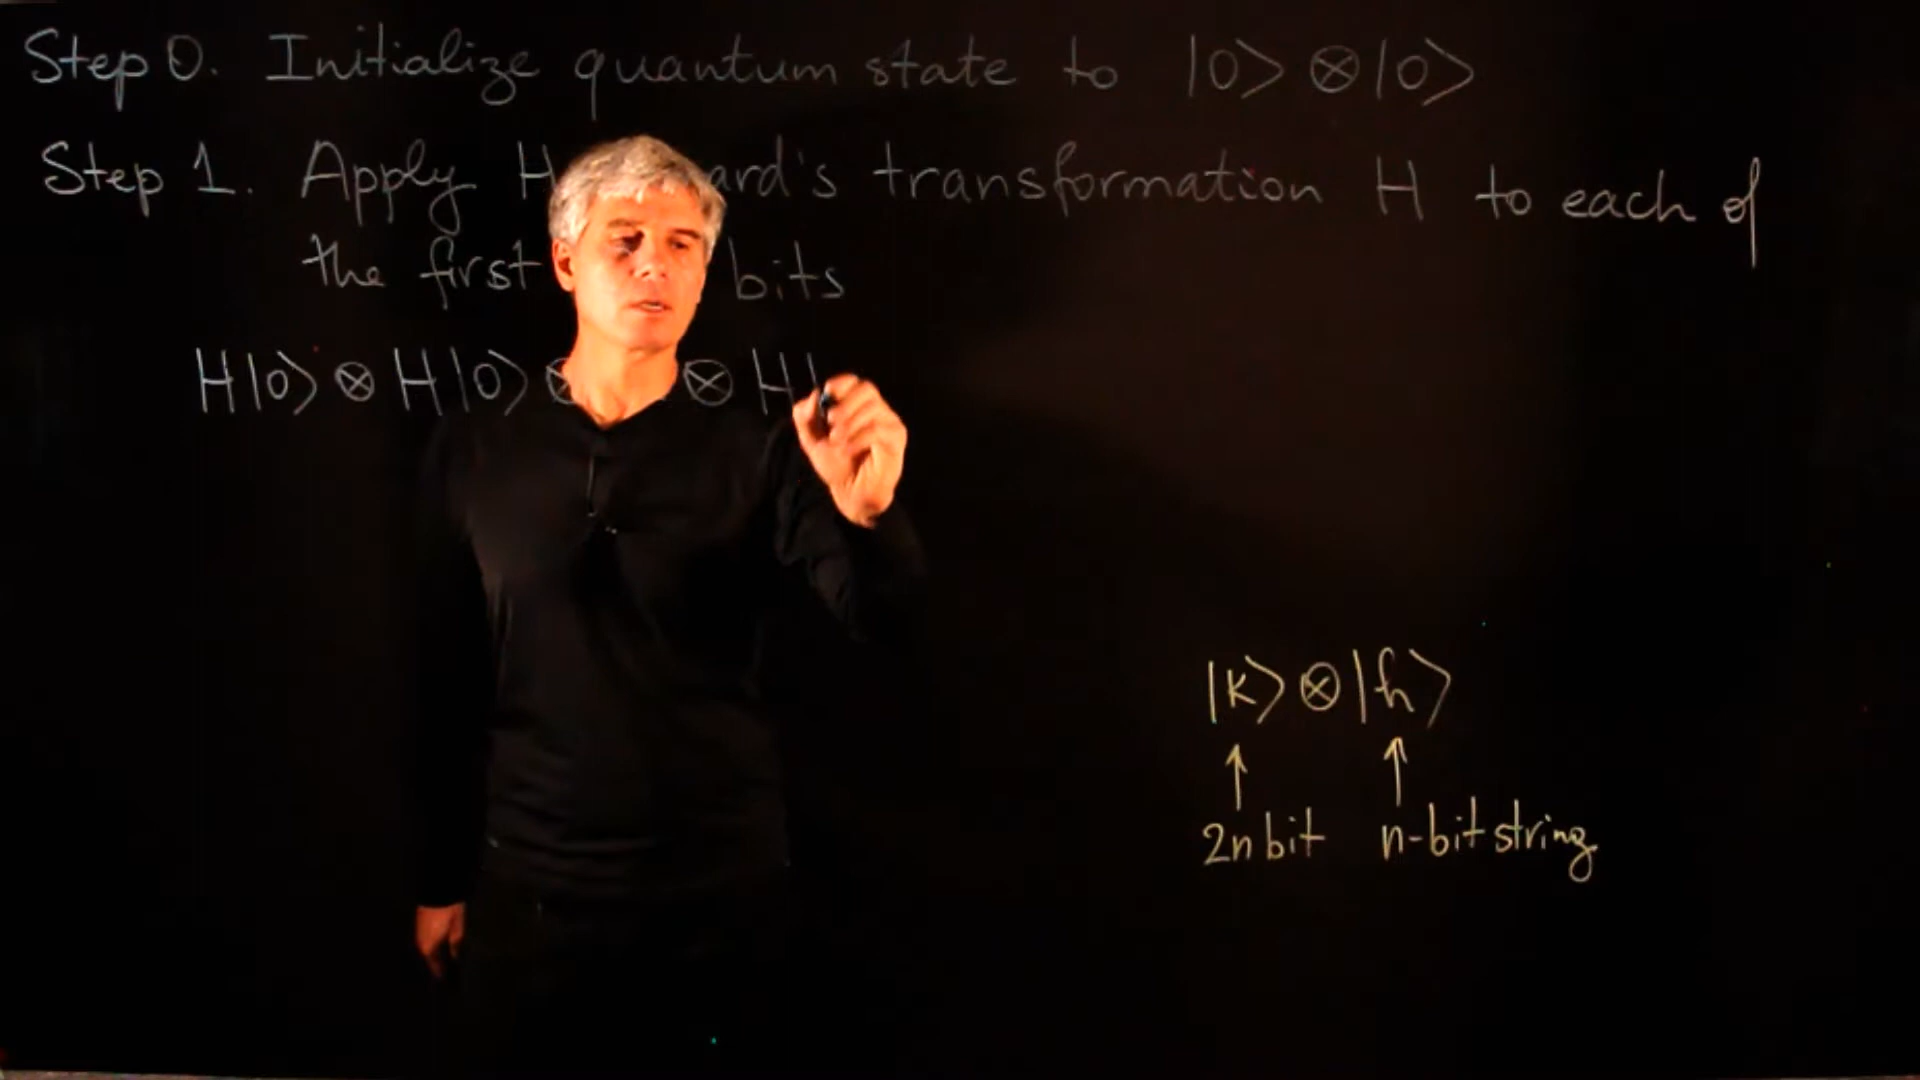 Step 0. Initialize quantum state to |0> ⊗ |0>
Step 1. Apply H ard's transformation H to each of
the first bits
H|0> ⊗ H|0> ⊗ ⊗ H|
|k> ⊗ |h>
↑ ↑
2n bit n-bit string